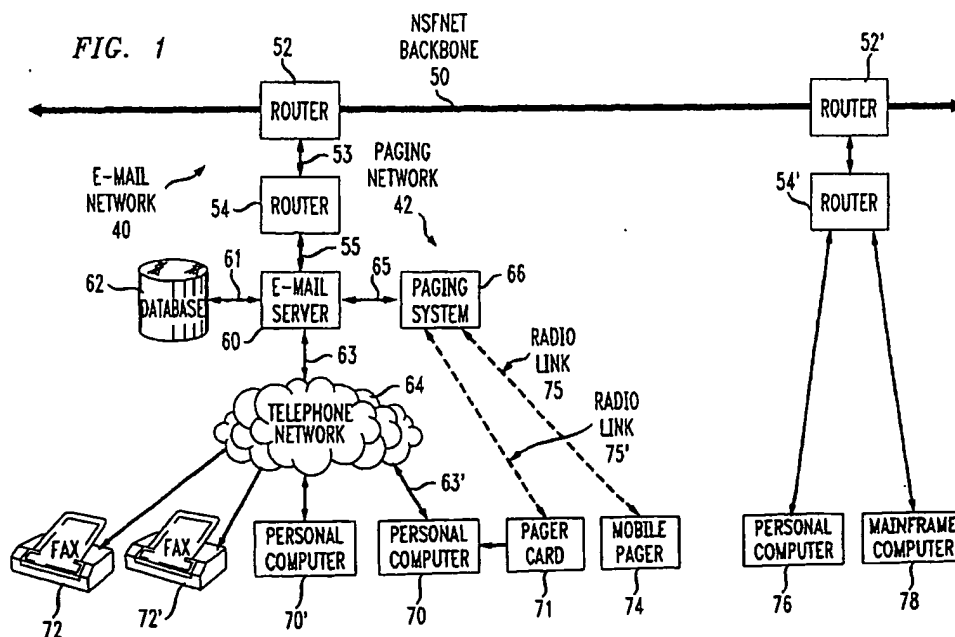 FIG. 1
NSFNET
BACKBONE
50
52
52'
ROUTER
ROUTER
53
E-MAIL
NETWORK
40
PAGING
NETWORK
42
54
ROUTER
54'
ROUTER
55
61
62
DATABASE
E-MAIL
SERVER
60
65
PAGING
SYSTEM
66
63
64
TELEPHONE
NETWORK
RADIO
LINK
75
RADIO
LINK
75'
63'
FAX
72
FAX
72'
PERSONAL
COMPUTER
70'
PERSONAL
COMPUTER
70
PAGER
CARD
71
MOBILE
PAGER
74
PERSONAL
COMPUTER
76
MAINFRAME
COMPUTER
78